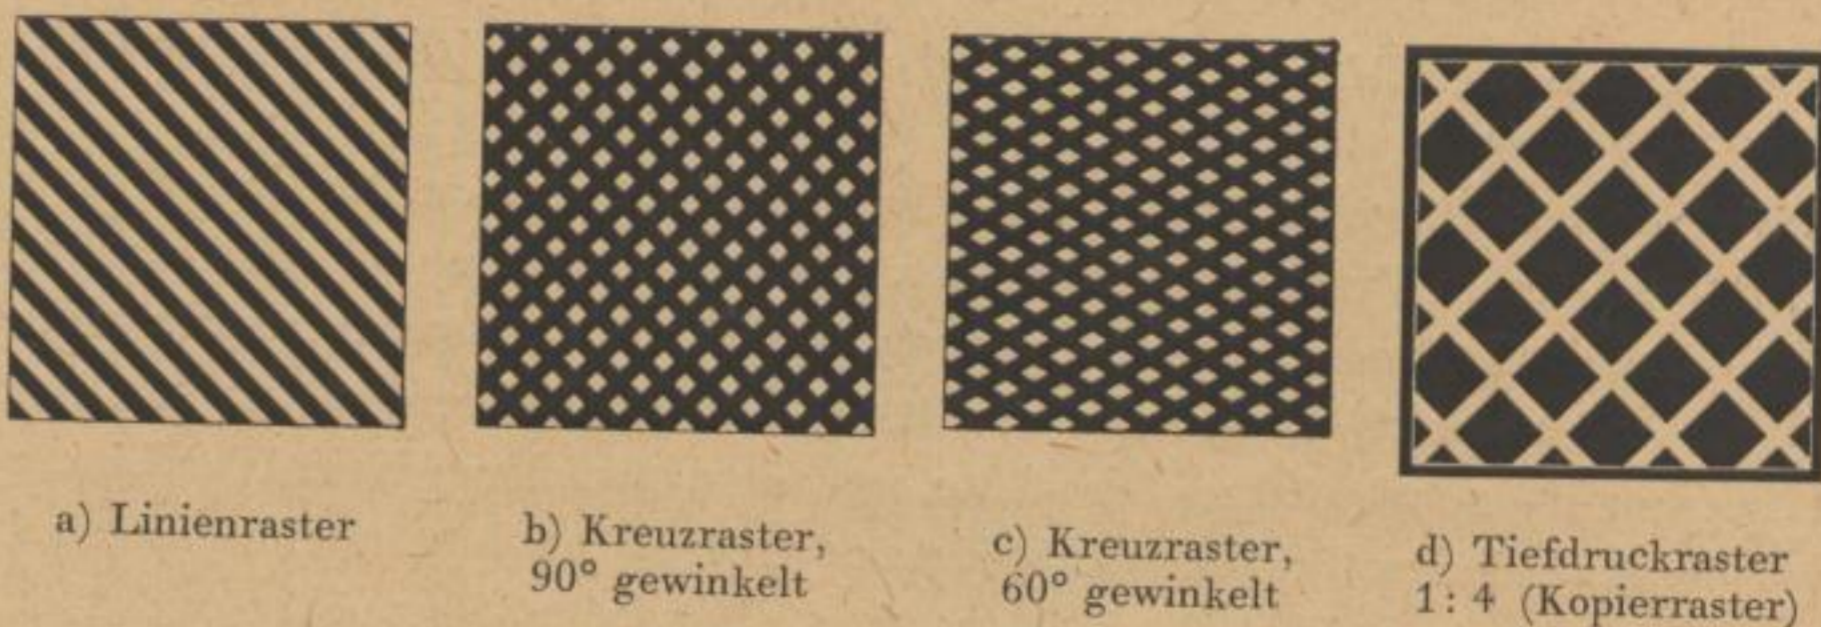 a) Linienraster
b) Kreuzraster,
90° gewinkelt
c) Kreuzraster,
60° gewinkelt
d) Tiefdruckraster
1 : 4 (Kopierraster)